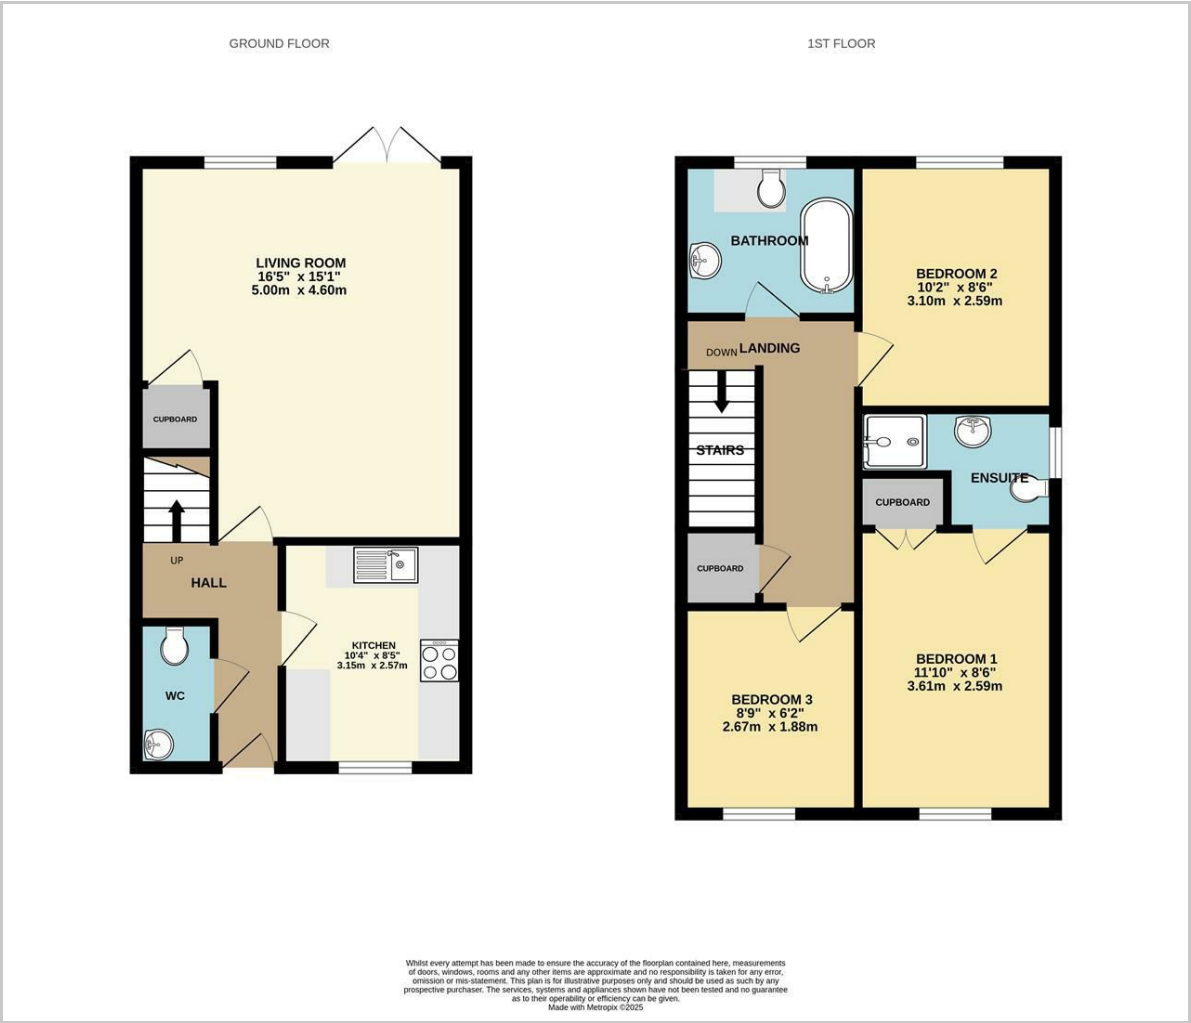 GROUND FLOOR
1ST FLOOR
LIVING ROOM
16'5" x 15'1"
5.00m x 4.60m
CUPBOARD
UP
HALL
WC
KITCHEN
10'4" x 8'5"
3.15m x 2.57m
BATHROOM
BEDROOM 2
10'2" x 8'6"
3.10m x 2.59m
DOWN
LANDING
STAIRS
ENSUITE
CUPBOARD
CUPBOARD
BEDROOM 1
11'10" x 8'6"
3.61m x 2.59m
BEDROOM 3
8'9" x 6'2"
2.67m x 1.88m
Whilst every attempt has been made to ensure the accuracy of the floorplan contained here, measurements
of doors, windows, rooms and any other items are approximate and no responsibility is taken for any error,
omission or mis-statement. This plan is for illustrative purposes only and should be used as such by any
prospective purchaser. The services, systems and appliances shown have not been tested and no guarantee
as to their operability or efficiency can be given.
Made with Metropix ©2025